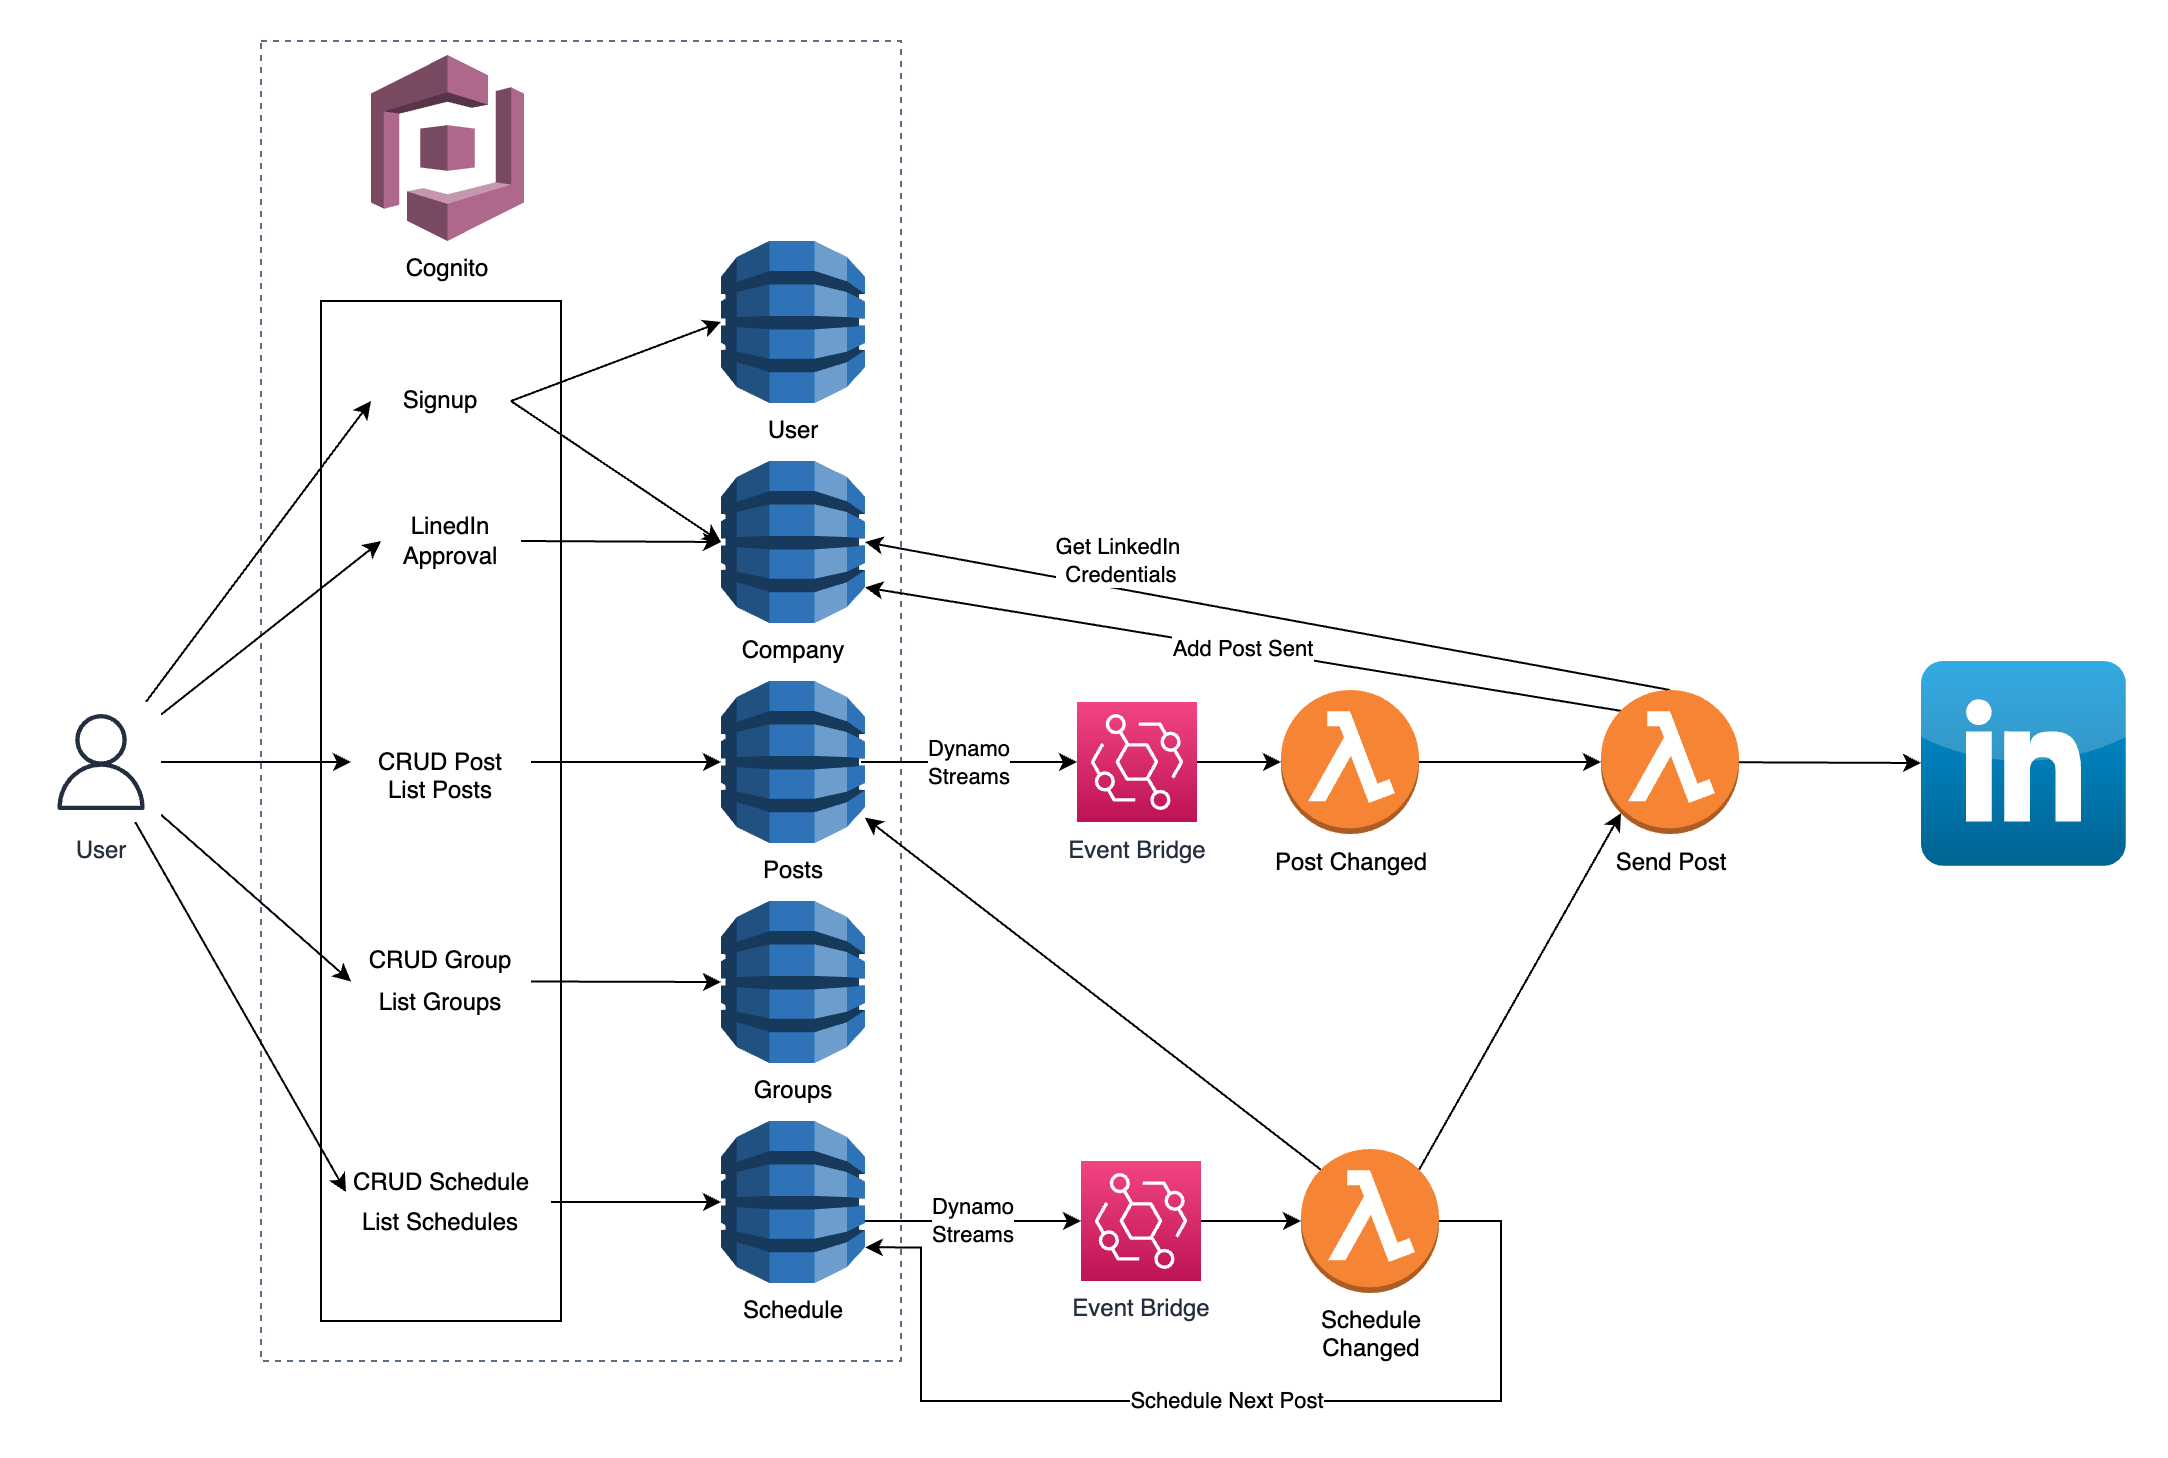 Cognito
Signup
LinedIn
Approval
CRUD Post
List Posts
CRUD Group
List Groups
CRUD Schedule
List Schedules
User
User
Company
Posts
Groups
Schedule
Get LinkedIn
Credentials
Add Post Sent
Dynamo
Streams
Event Bridge
Post Changed
Send Post
in
Dynamo
Streams
Event Bridge
Schedule
Changed
Schedule Next Post